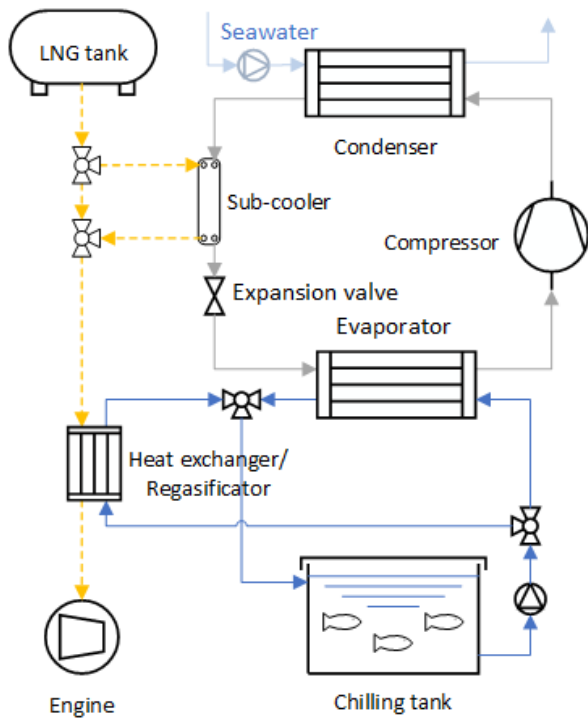 Seawater
LNG tank
Condenser
Sub-cooler
Compressor
Expansion valve
Evaporator
Heat exchanger/
Regasificator
Engine
Chilling tank